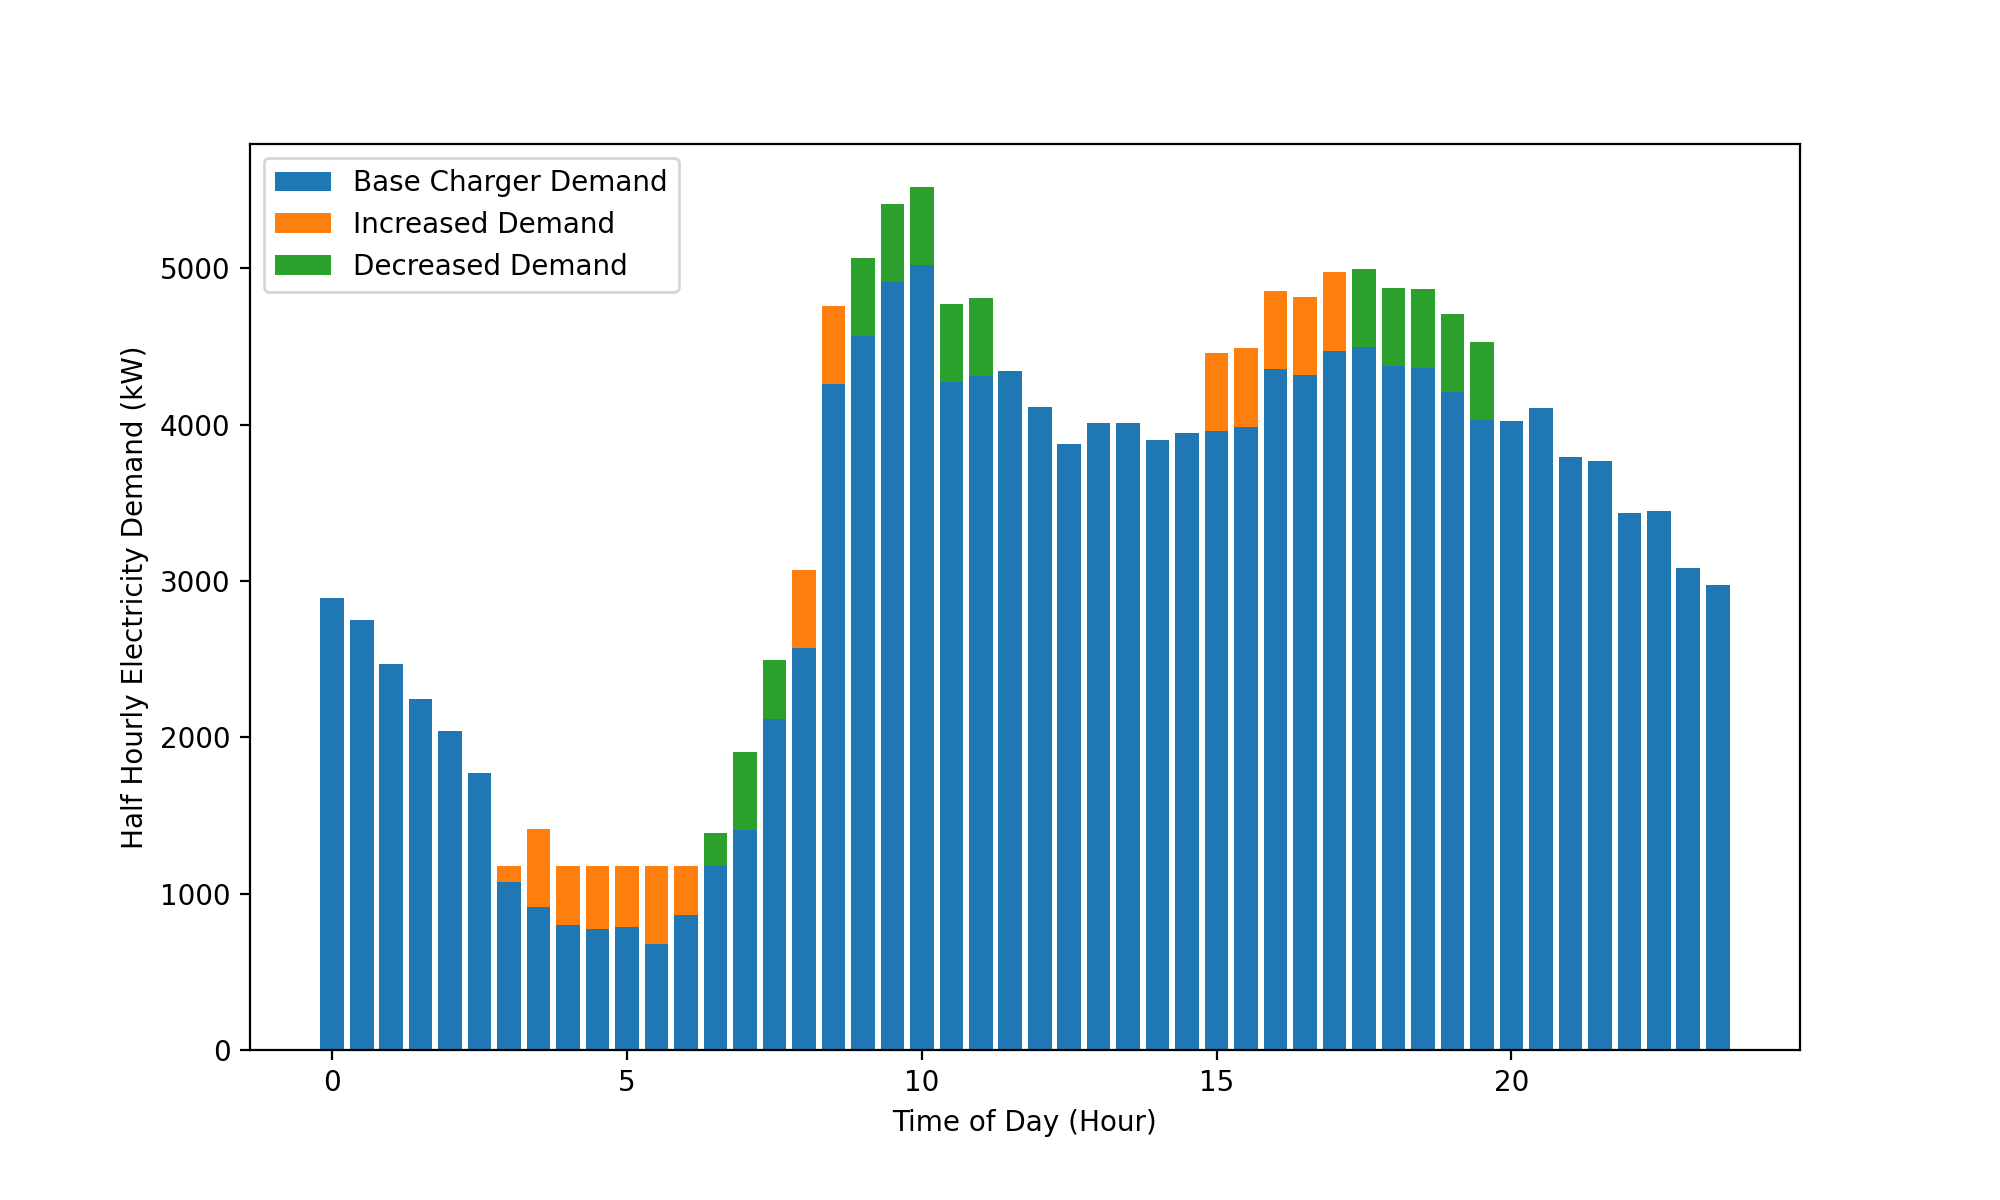 Base Charger Demand
Increased Demand
Decreased Demand
Half Hourly Electricity Demand (kW)
5000
4000
3000
2000
1000
0
0 5 10 15 20
Time of Day (Hour)